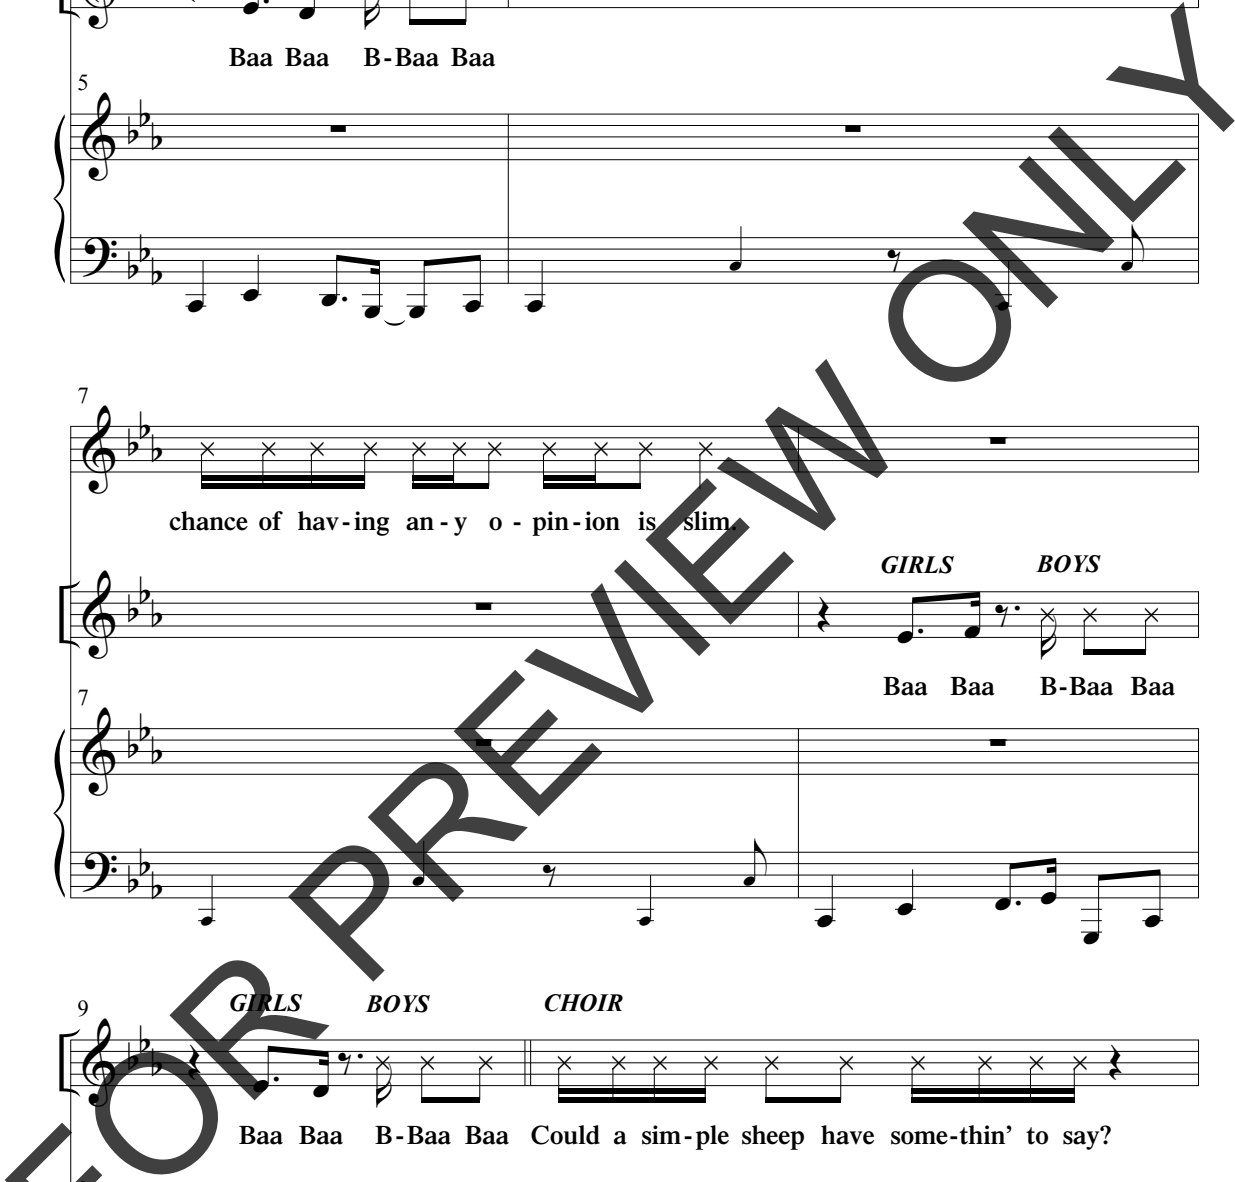 Baa Baa B-Baa Baa
5
7
chance of hav-ing an-y o-pin-ion is slim.
GIRLS BOYS
Baa Baa B-Baa Baa
7
9
GIRLS BOYS CHOIR
Baa Baa B-Baa Baa Could a sim-ple sheep have some-thin' to say?
FOR PREVIEW ONLY